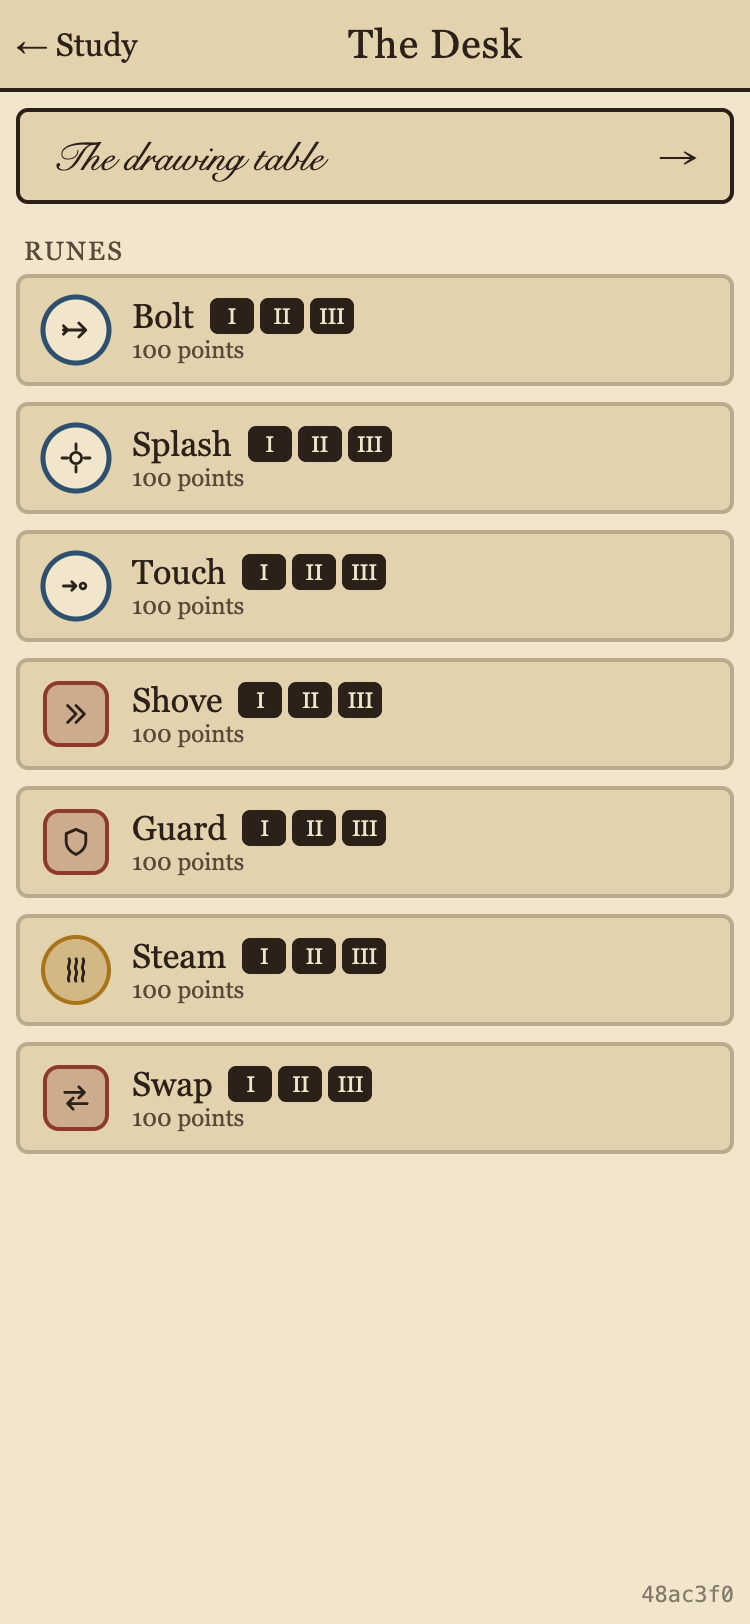 ← Study The Desk
The drawing table →
RUNES
Bolt I II III
100 points
Splash I II III
100 points
Touch I II III
100 points
Shove I II III
100 points
Guard I II III
100 points
Steam I II III
100 points
Swap I II III
100 points
48ac3f0